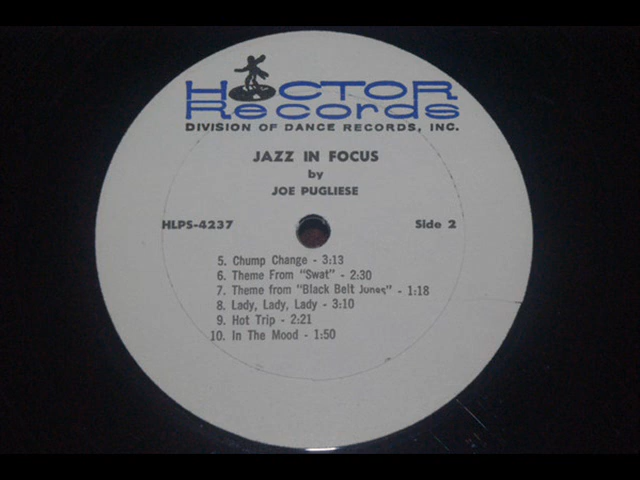 HOCTOR
Records
DIVISION OF DANCE RECORDS, INC.
JAZZ IN FOCUS
by
JOE PUGLIESE
HLPS-4237
Side 2
5. Chump Change - 3:13
6. Theme From "Swat" - 2:30
7. Theme from "Black Belt Jones" - 1:18
8. Lady, Lady, Lady - 3:10
9. Hot Trip - 2:21
10. In The Mood - 1:50